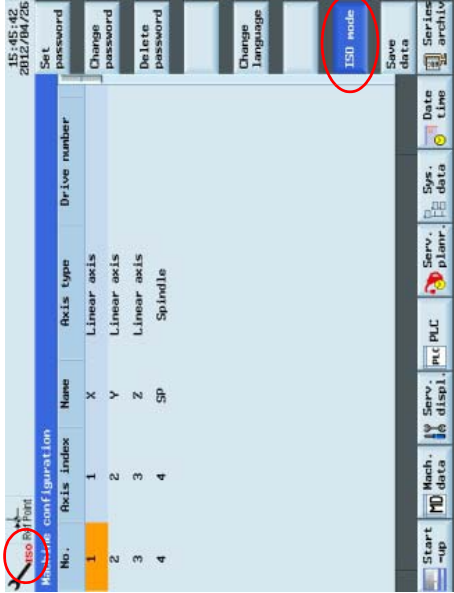 ISO Ref Point
15:45:42
2012/04/26
Machine configuration
No. Axis index Name Axis type Drive number
1 1 X Linear axis
2 2 Y Linear axis
3 3 Z Linear axis
4 4 SP Spindle
Set
password
Change
password
Delete
password
Change
language
ISO mode
Save
data
Start
-up
MD Mach.
data
Serv.
displ.
PLC PLC
Serv.
planr.
Sys.
data
Date
time
Series
archiv